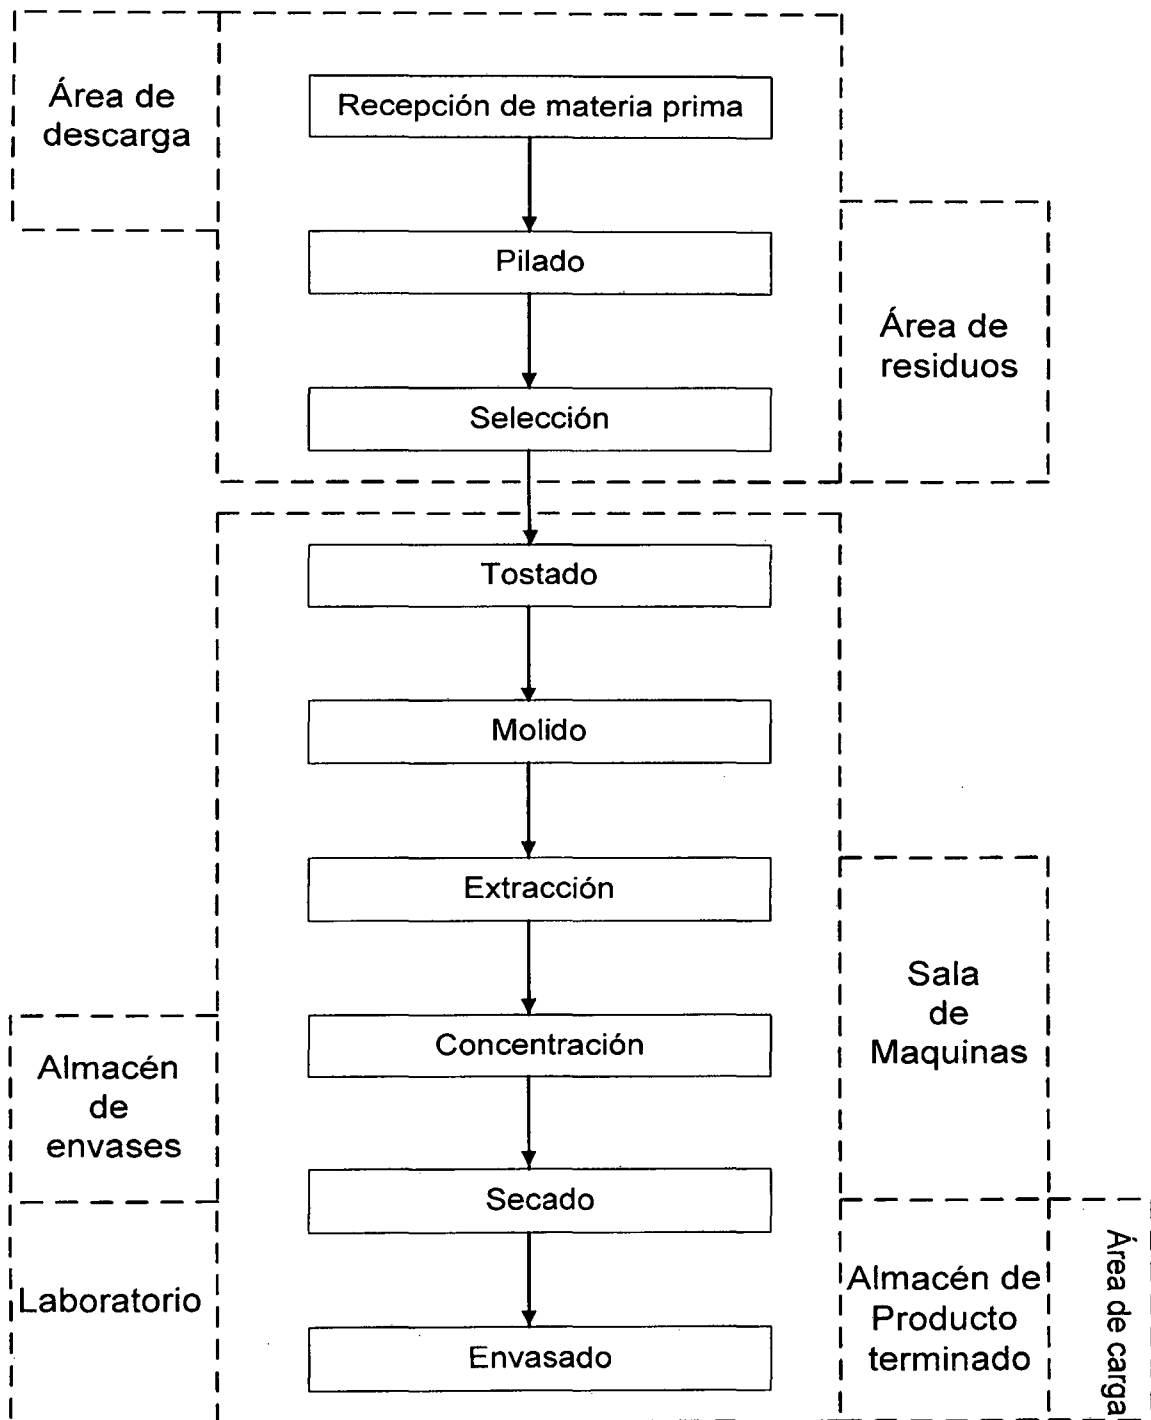 Área de
descarga
Recepción de materia prima
Pilado
Área de
residuos
Selección
Tostado
Molido
Extracción
Sala
de
Maquinas
Concentración
Almacén
de
envases
Secado
Laboratorio
Almacén de
Producto
terminado
Área de carga
Envasado